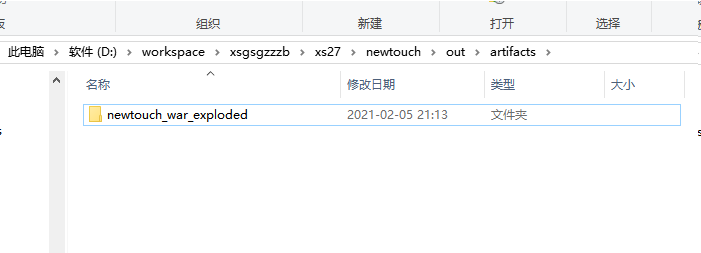 组织
新建
打开
选择
此电脑 > 软件 (D:) > workspace > xsgsgzzzb > xs27 > newtouch > out > artifacts >
名称
修改日期
类型
大小
newtouch_war_exploded
2021-02-05 21:13
文件夹